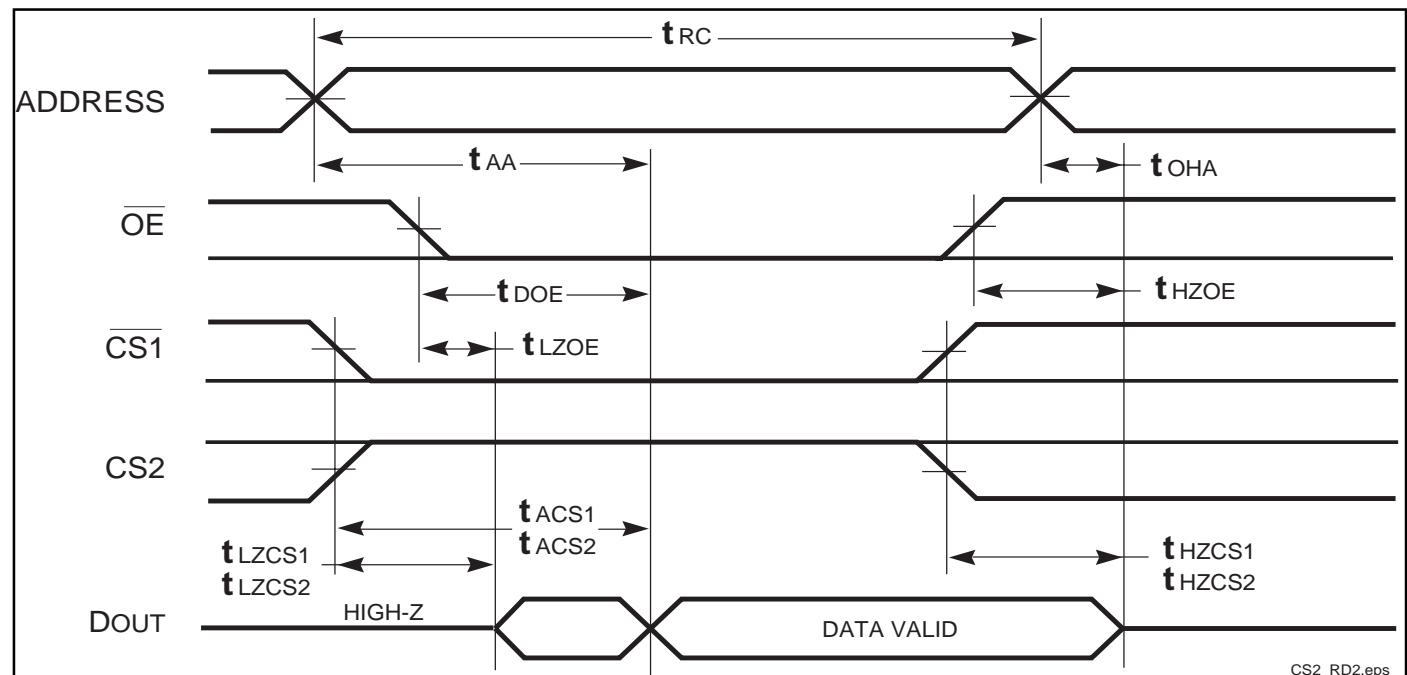 tRC
ADDRESS
tAA
tOHA
OE
tDOE
tHZOE
CS1
tLZOE
CS2
tACS1
tACS2
tLZCS1
tLZCS2
tHZCS1
tHZCS2
HIGH-Z
DOUT
DATA VALID
CS2_RD2.eps